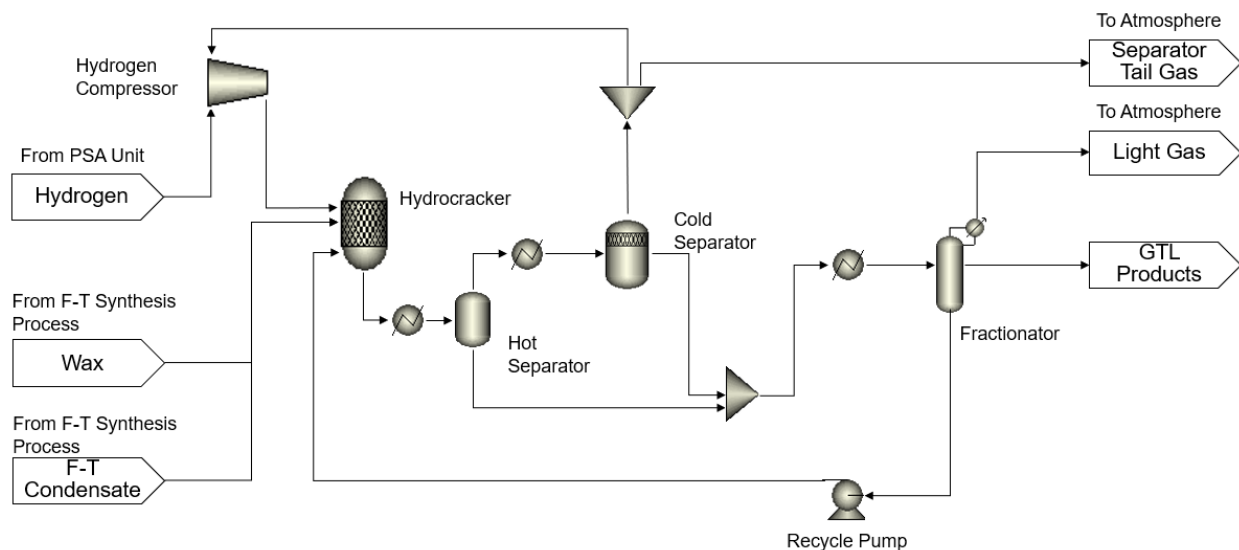 To Atmosphere
Separator
Tail Gas
Hydrogen
Compressor
To Atmosphere
Light Gas
From PSA Unit
Hydrogen
Hydrocracker
Cold
Separator
GTL
Products
From F-T Synthesis
Process
Wax
Hot
Separator
Fractionator
From F-T Synthesis
Process
F-T
Condensate
Recycle Pump